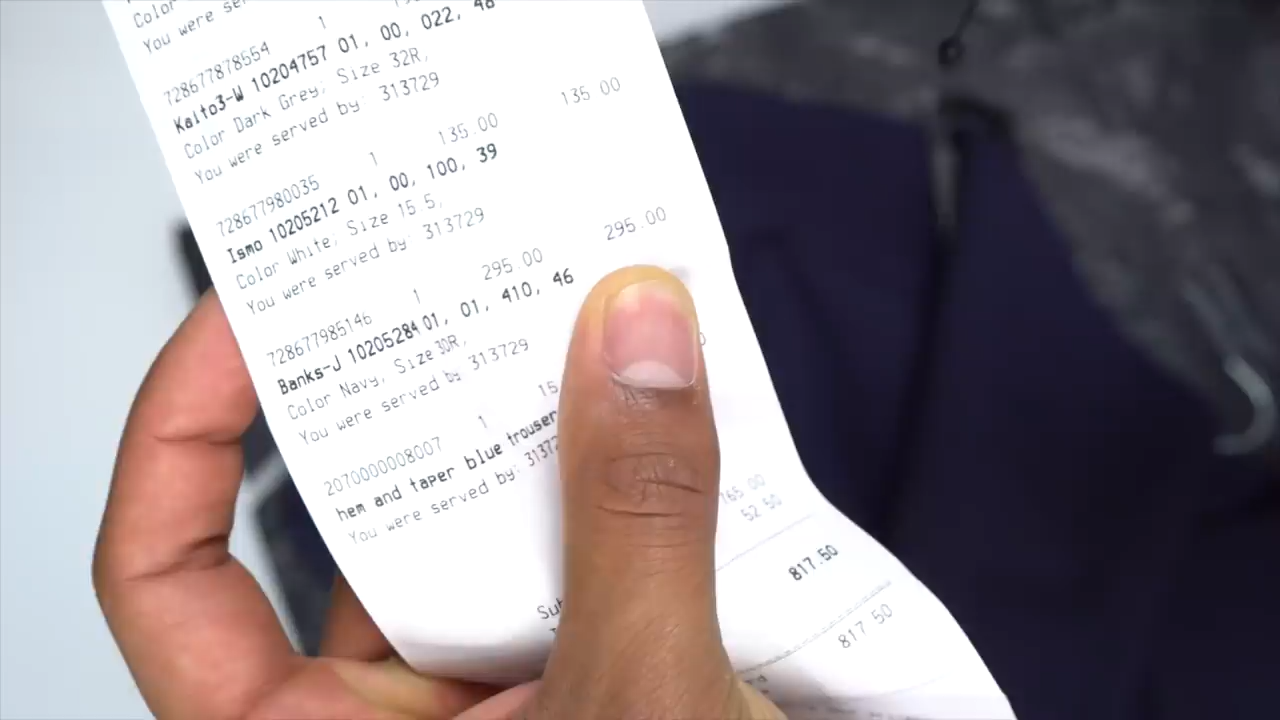 Color
You were se
728677878554 1
Kaito3-W 10204757 01, 00, 022, 48
Color Dark Grey, Size 32R,
You were served by: 313729
728677980035 1 135.00 135.00
Ismo 10205212 01, 00, 100, 39
Color White, Size 15.5,
You were served by: 313729
728677985146 1 295.00 295.00
Banks-J 10205284 01, 01, 410, 46
Color Navy, Size 30R,
You were served by: 313729
2070000008007 1 15
hem and taper blue trouser
You were served by: 3137
765.00
52.50
Sub 817.50
817.50